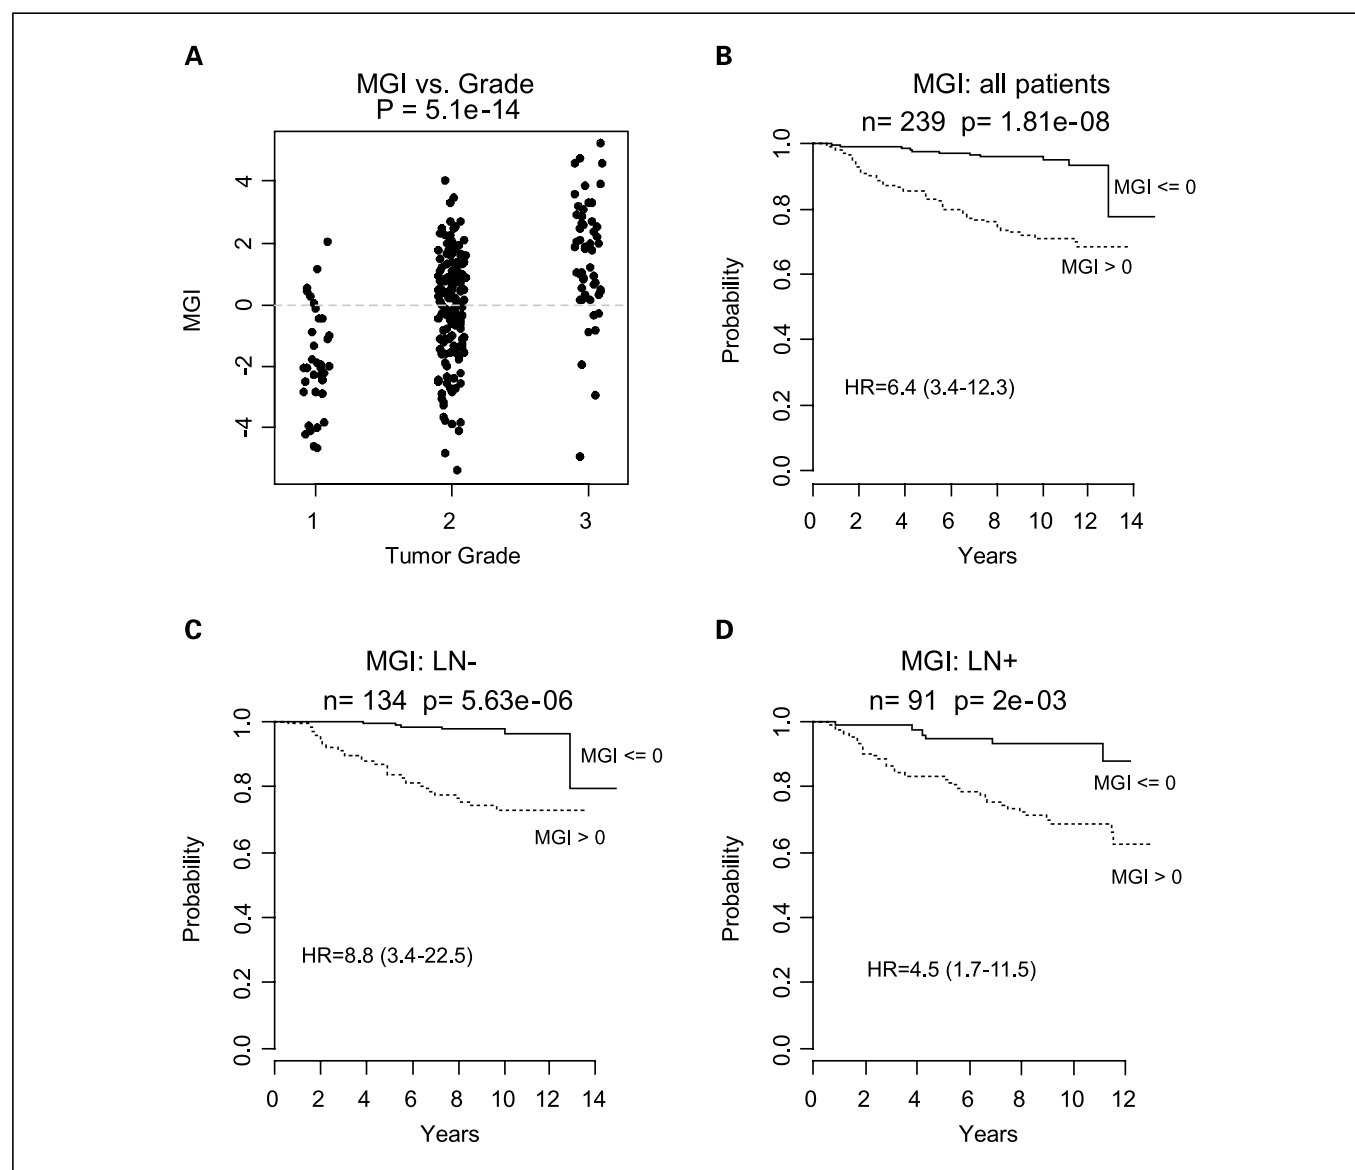 A
MGI vs. Grade
P = 5.1e-14
MGI
4
2
0
-2
-4
1 2 3
Tumor Grade
B
MGI: all patients
n= 239 p= 1.81e-08
Probability
1.0
0.8
0.6
0.4
0.2
0.0
MGI <= 0
MGI > 0
HR=6.4 (3.4-12.3)
0 2 4 6 8 10 12 14
Years
C
MGI: LN-
n= 134 p= 5.63e-06
Probability
1.0
0.8
0.6
0.4
0.2
0.0
MGI <= 0
MGI > 0
HR=8.8 (3.4-22.5)
0 2 4 6 8 10 12 14
Years
D
MGI: LN+
n= 91 p= 2e-03
Probability
1.0
0.8
0.6
0.4
0.2
0.0
MGI <= 0
MGI > 0
HR=4.5 (1.7-11.5)
0 2 4 6 8 10 12
Years